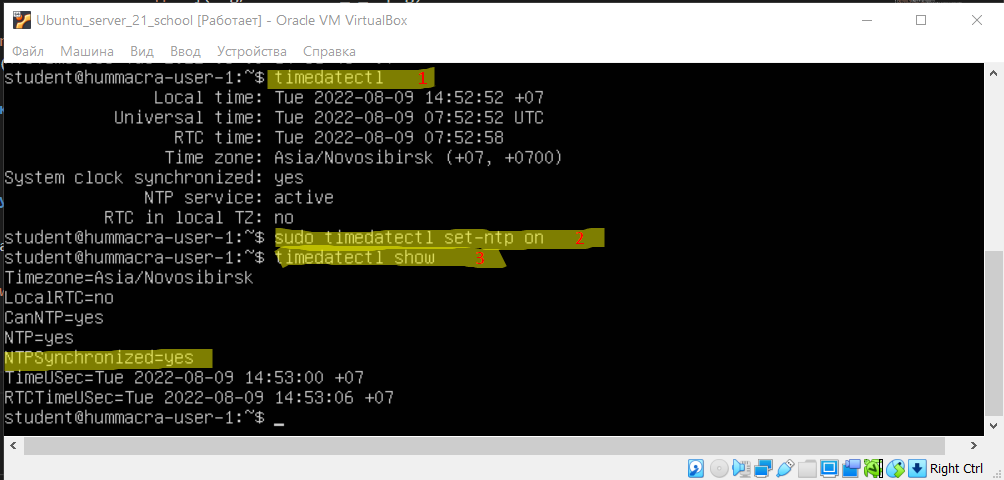 Ubuntu_server_21_school [Работает] - Oracle VM VirtualBox
Файл Машина Вид Ввод Устройства Справка
student@hummacra-user-1:~$ timedatectl 1
Local time: Tue 2022-08-09 14:52:52 +07
Universal time: Tue 2022-08-09 07:52:52 UTC
RTC time: Tue 2022-08-09 07:52:58
Time zone: Asia/Novosibirsk (+07, +0700)
System clock synchronized: yes
NTP service: active
RTC in local TZ: no
student@hummacra-user-1:~$ sudo timedatectl set-ntp on 2
student@hummacra-user-1:~$ timedatectl show 3
Timezone=Asia/Novosibirsk
LocalRTC=no
CanNTP=yes
NTP=yes
NTPSynchronized=yes
TimeUSec=Tue 2022-08-09 14:53:00 +07
RTCTimeUSec=Tue 2022-08-09 14:53:06 +07
student@hummacra-user-1:~$ _
Right Ctrl